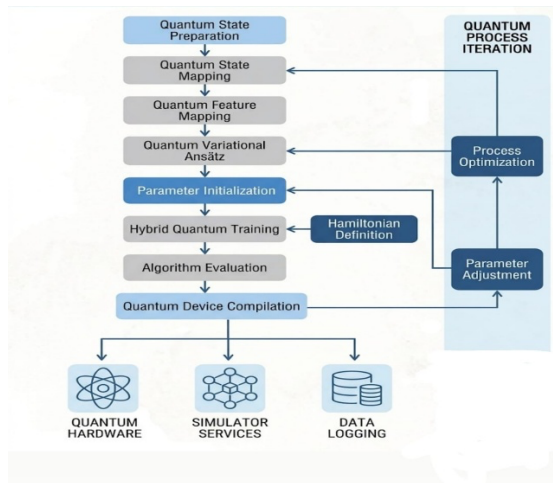 Quantum State
Preparation
QUANTUM
PROCESS
ITERATION
Quantum State
Mapping
Quantum Feature
Mapping
Quantum Variational
Ansãtz
Process
Optimization
Parameter Initialization
Hybrid Quantum Training
Hamiltonian
Definition
Algorithm Evaluation
Parameter
Adjustment
Quantum Device Compilation
QUANTUM
HARDWARE
SIMULATOR
SERVICES
DATA
LOGGING